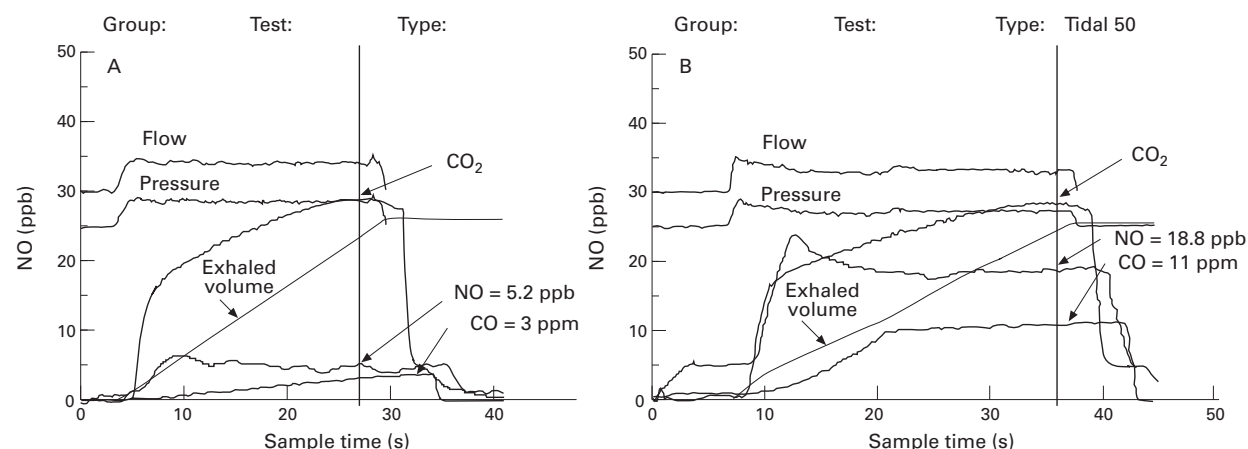 Group: Test: Type:
50
A
40
Flow
CO2
30
Pressure
NO (ppb)
20
Exhaled
volume
NO = 5.2 ppb
10
CO = 3 ppm
0
0 10 20 30 40
Sample time (s)
Group: Test: Type: Tidal 50
50
B
40
Flow
CO2
30
Pressure
NO (ppb)
NO = 18.8 ppb
20
CO = 11 ppm
Exhaled
volume
10
0
0 10 20 30 40 50
Sample time (s)